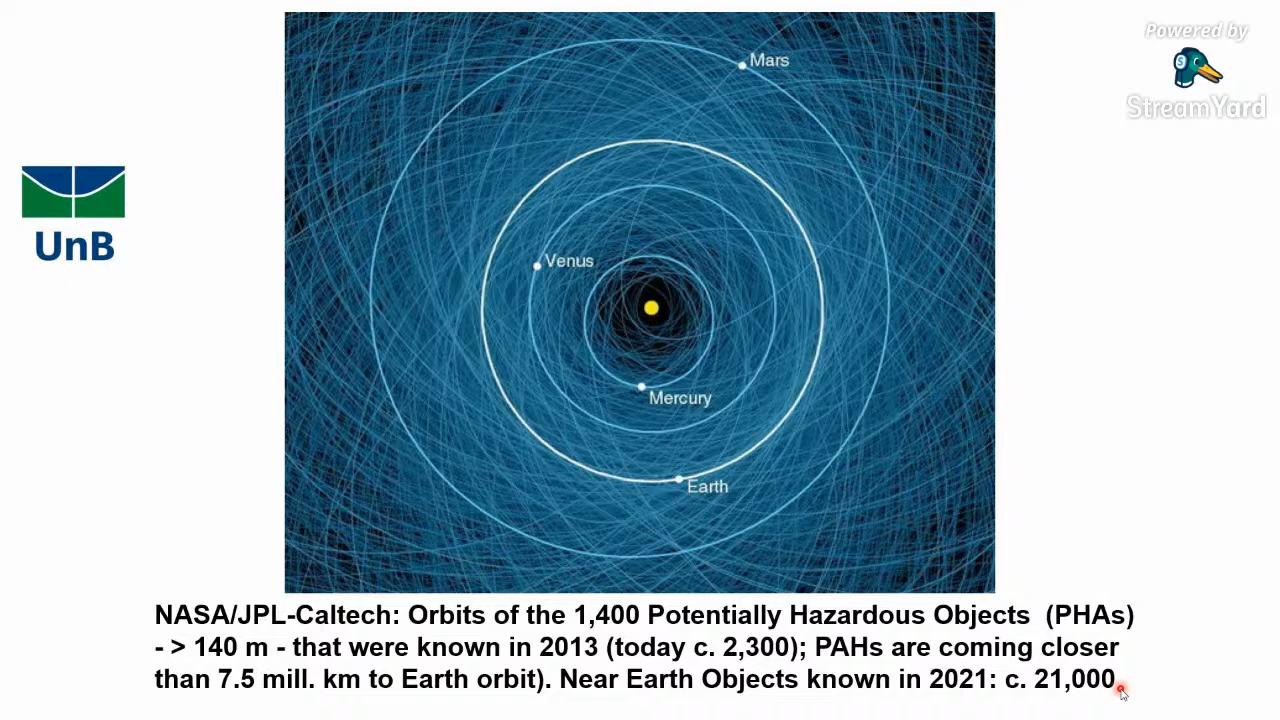 Powered by
StreamYard
Mars
Venus
Mercury
Earth
UnB
NASA/JPL-Caltech: Orbits of the 1,400 Potentially Hazardous Objects (PHAs)
- > 140 m - that were known in 2013 (today c. 2,300); PAHs are coming closer
than 7.5 mill. km to Earth orbit). Near Earth Objects known in 2021: c. 21,000